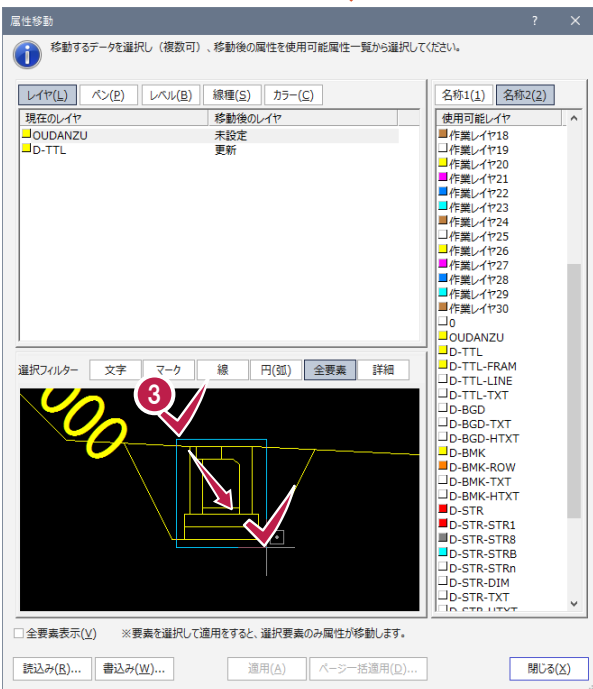 属性移動
? ×
移動するデータを選択し（複数可）、移動後の属性を使用可能属性一覧から選択してください。
レイヤ(L) ペン(P) レベル(B) 線種(S) カラー(C)
現在のレイヤ 移動後のレイヤ
OUDANZU 未設定
D-TTL 更新
名称1(1) 名称2(2)
使用可能レイヤ
作業レイヤ18
作業レイヤ19
作業レイヤ20
作業レイヤ21
作業レイヤ22
作業レイヤ23
作業レイヤ24
作業レイヤ25
作業レイヤ26
作業レイヤ27
作業レイヤ28
作業レイヤ29
作業レイヤ30
0
OUDANZU
D-TTL
D-TTL-FRAM
D-TTL-LINE
D-TTL-TXT
D-BGD
D-BGD-TXT
D-BGD-HTXT
D-BMK
D-BMK-ROW
D-BMK-TXT
D-BMK-HTXT
D-STR
D-STR-STR1
D-STR-STR8
D-STR-STRB
D-STR-STRn
D-STR-DIM
D-STR-TXT
D-STR-HTXT
選択フィルター 文字 マーク 線 円(弧) 全要素 詳細
000
3
全要素表示(V) ※要素を選択して適用をすると、選択要素のみ属性が移動します。
読込み(R)... 書込み(W)... 適用(A) ページ一括適用(D)... 閉じる(X)